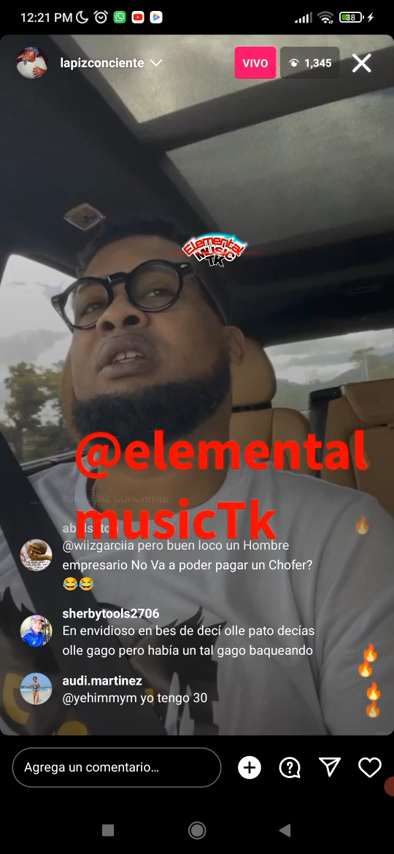 12:21 PM
38
lapizconciente
VIVO
1,345
Elemental
MUSIC
TK
@elemental
musicTk
@wiizgarciia pero buen loco un Hombre
empresario No Va a poder pagar un Chofer?
😂😂
sherbytools2706
En envidioso en bes de decí olle pato decías
olle gago pero había un tal gago baqueando
audi.martinez
@yehimmym yo tengo 30
Agrega un comentario...